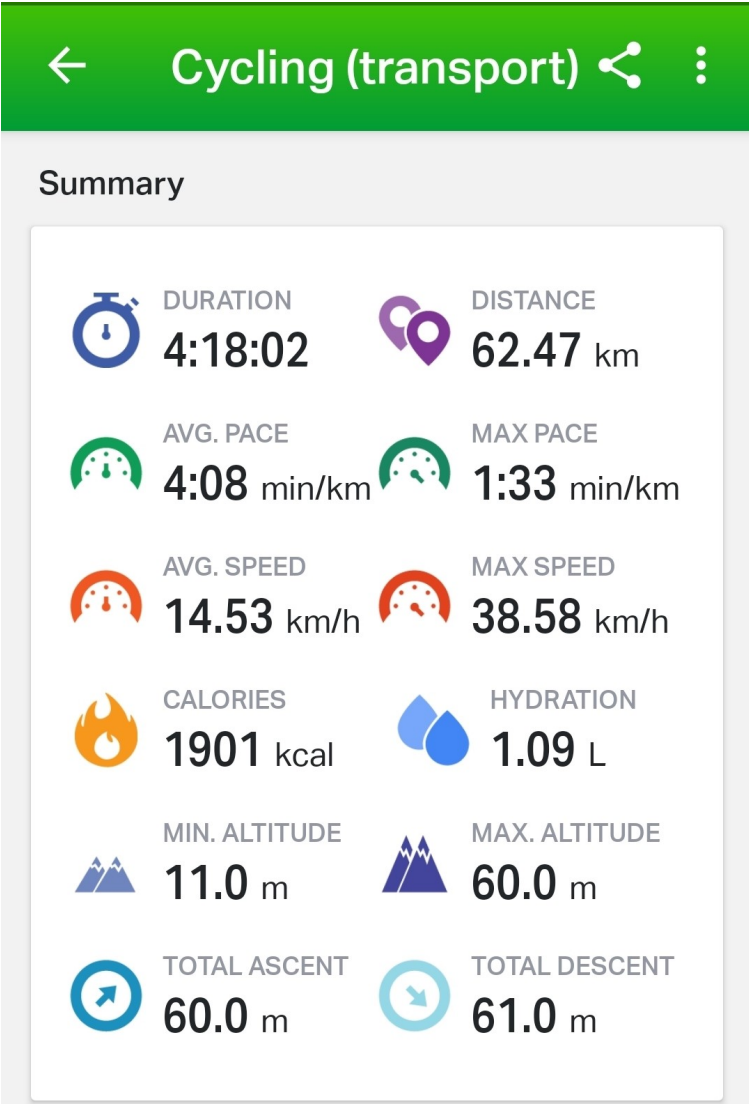 Cycling (transport)
Summary
DURATION
4:18:02
DISTANCE
62.47 km
AVG. PACE
4:08 min/km
MAX PACE
1:33 min/km
AVG. SPEED
14.53 km/h
MAX SPEED
38.58 km/h
CALORIES
1901 kcal
HYDRATION
1.09 L
MIN. ALTITUDE
11.0 m
MAX. ALTITUDE
60.0 m
TOTAL ASCENT
60.0 m
TOTAL DESCENT
61.0 m